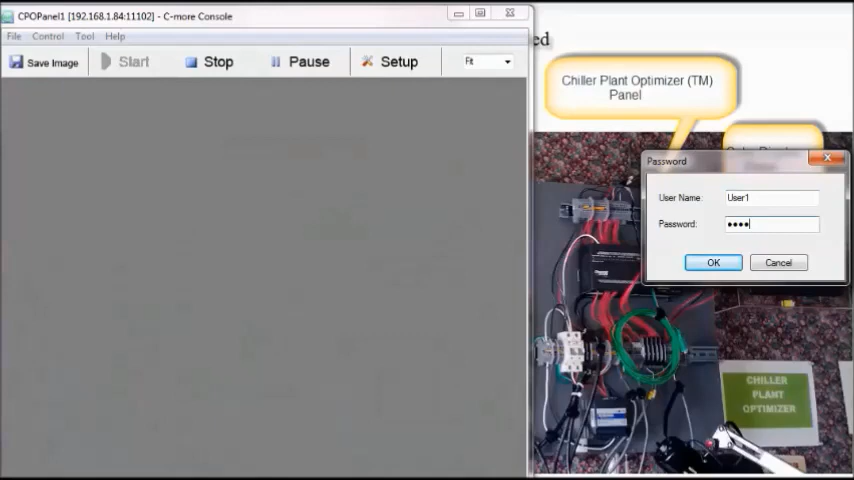 CPOPanel1 [192.168.1.84:11102] - C-more Console
File Control Tool Help
Save Image Start Stop Pause Setup Fit
ed
Chiller Plant Optimizer (TM)
Panel
Password
User Name: User1
Password: ••••
OK Cancel
CHILLER
PLANT
OPTIMIZER